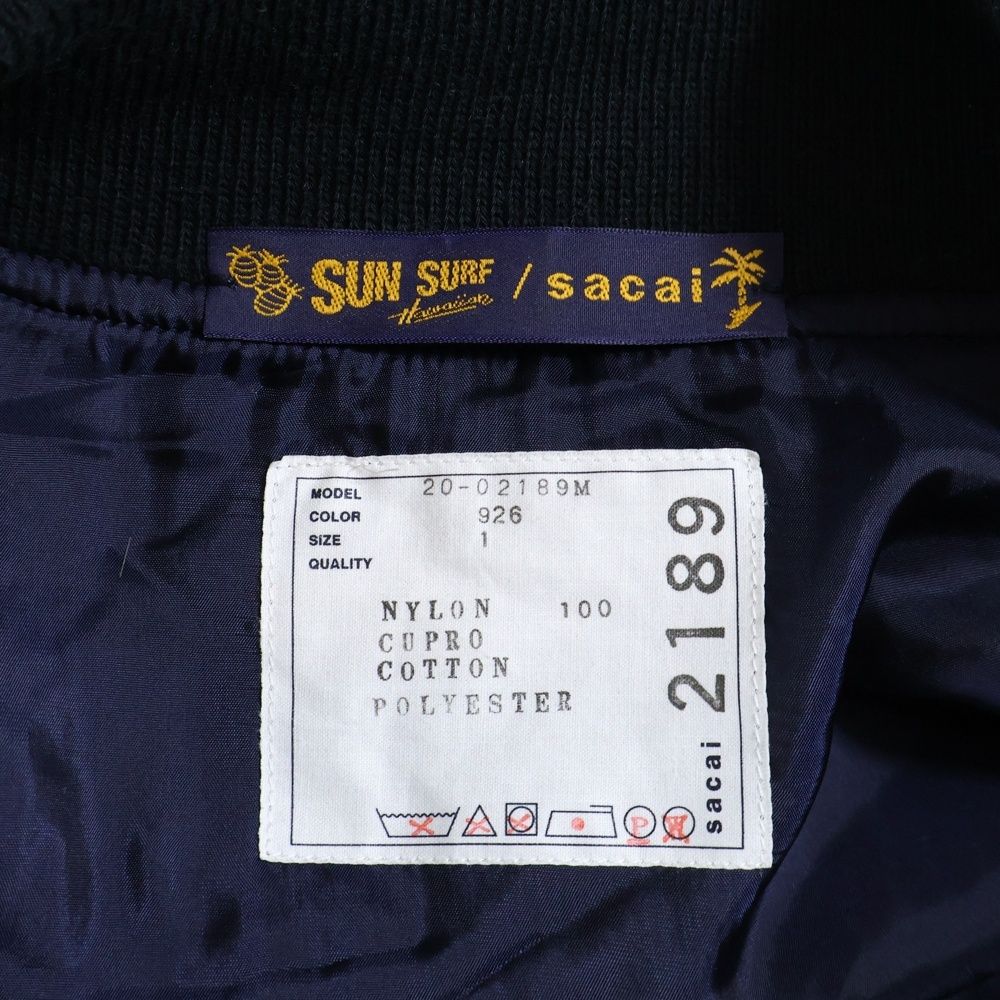 SUN SURF / sacai
Hawaiian
MODEL 20-02189M
COLOR 926
SIZE 1
QUALITY
NYLON 100
CUPRO
COTTON
POLYESTER
P W
sacai 2189